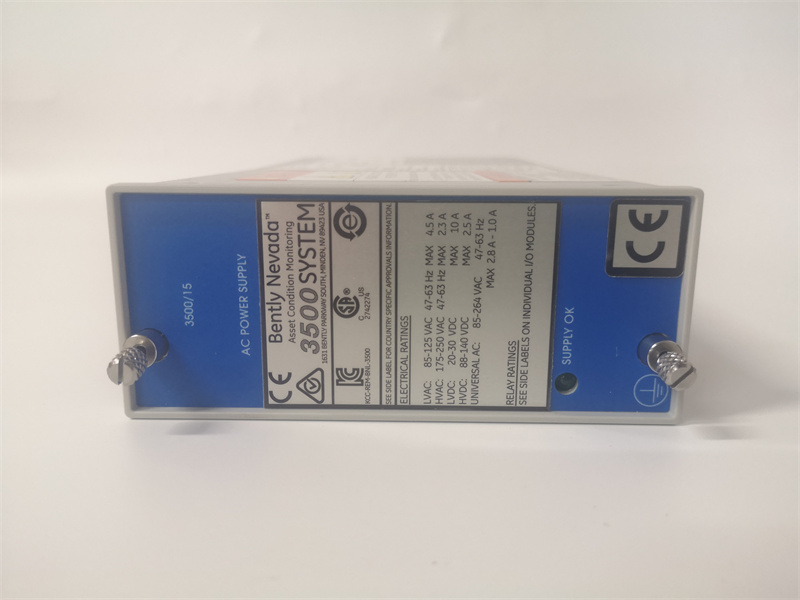 3500/15
AC POWER SUPPLY
Bently Nevada™
Asset Condition Monitoring
3500 SYSTEM
1631 BENTLY PARKWAY SOUTH, MINDEN, NV 89423 USA
CE
C US
2742274
KCC-REM-BNL-3500
SEE SIDE LABEL FOR COUNTRY SPECIFIC APPROVALS INFORMATION
ELECTRICAL RATINGS
LVAC: 85-125 VAC 47-63 Hz MAX 4.5 A
HVAC: 175-250 VAC 47-63 Hz MAX 2.3 A
LVDC: 20-30 VDC MAX 10 A
HVDC: 88-140 VDC MAX 2.5 A
UNIVERSAL AC: 85-264 VAC 47-63 Hz
MAX 2.8 A - 1.0 A
RELAY RATINGS
SEE SIDE LABELS ON INDIVIDUAL I/O MODULES.
SUPPLY OK
CE